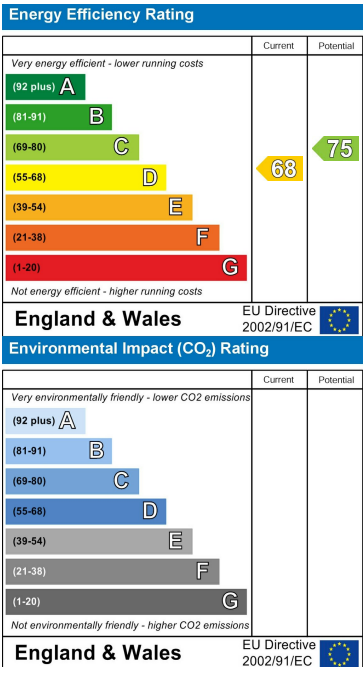 Energy Efficiency Rating
Current Potential
Very energy efficient - lower running costs
(92 plus) A
(81-91) B
(69-80) C
75
(55-68) D
68
(39-54) E
(21-38) F
(1-20) G
Not energy efficient - higher running costs
England & Wales
EU Directive
2002/91/EC
Environmental Impact (CO₂) Rating
Current Potential
Very environmentally friendly - lower CO2 emissions
(92 plus) A
(81-91) B
(69-80) C
(55-68) D
(39-54) E
(21-38) F
(1-20) G
Not environmentally friendly - higher CO2 emissions
England & Wales
EU Directive
2002/91/EC